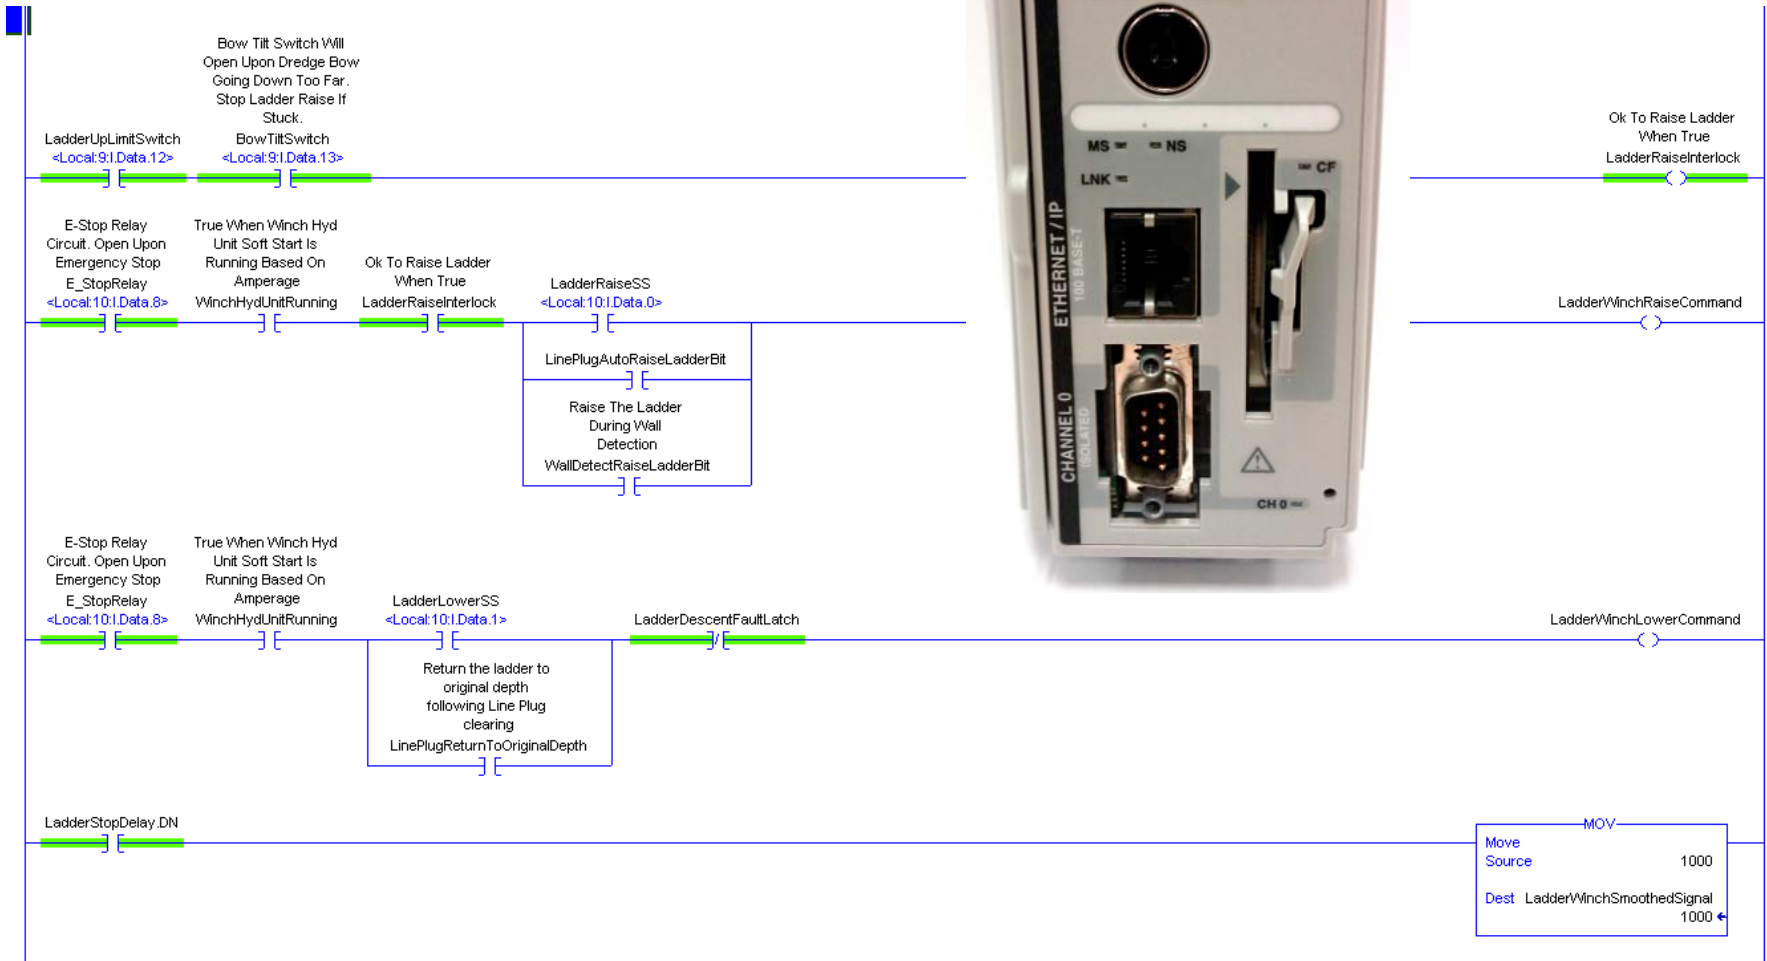 Bow Tilt Switch Will
Open Upon Dredge Bow
Going Down Too Far.
Stop Ladder Raise If
Stuck.
LadderUpLimitSwitch
<Local:9:I.Data.12>
BowTiltSwitch
<Local:9:I.Data.13>
Ok To Raise Ladder
When True
LadderRaiseInterlock
E-Stop Relay
Circuit. Open Upon
Emergency Stop
E_StopRelay
<Local:10:I.Data.8>
True When Winch Hyd
Unit Soft Start Is
Running Based On
Amperage
WinchHydUnitRunning
Ok To Raise Ladder
When True
LadderRaiseInterlock
LadderRaiseSS
<Local:10:I.Data.0>
LinePlugAutoRaiseLadderBit
Raise The Ladder
During Wall
Detection
WallDetectRaiseLadderBit
LadderWinchRaiseCommand
E-Stop Relay
Circuit. Open Upon
Emergency Stop
E_StopRelay
<Local:10:I.Data.8>
True When Winch Hyd
Unit Soft Start Is
Running Based On
Amperage
WinchHydUnitRunning
LadderLowerSS
<Local:10:I.Data.1>
Return the ladder to
original depth
following Line Plug
clearing
LinePlugReturnToOriginalDepth
LadderDescentFaultLatch
LadderWinchLowerCommand
LadderStopDelay.DN
MOV
Move
Source 1000
Dest LadderWinchSmoothedSignal
1000
MS NS
LNK
CF
ETHERNET / IP
100 BASE-T
CHANNEL 0
ISOLATED
CH 0